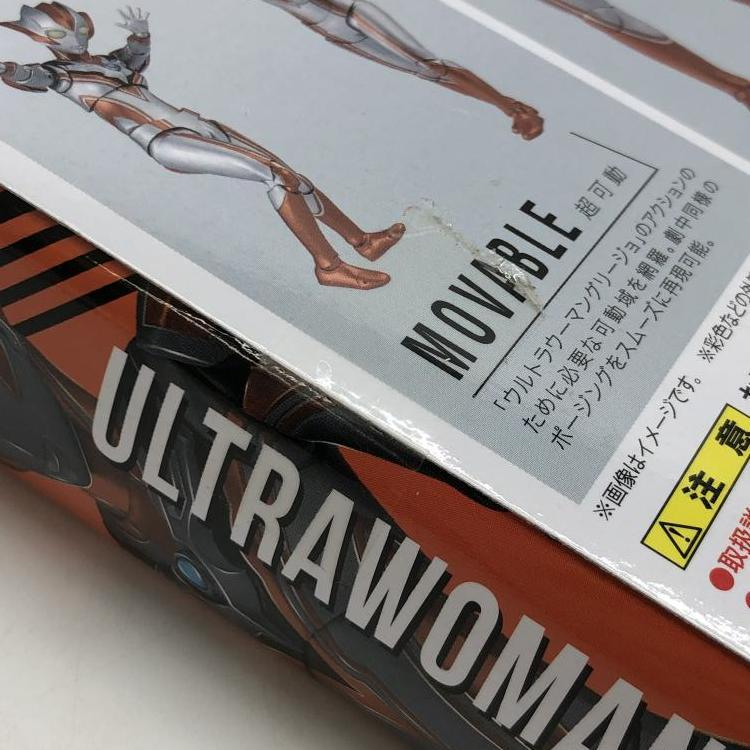 MOVABLE 超可動
「ウルトラウーマングリージョ」のアクションの
ために必要な可動域を網羅。劇中同様の
ポージングをスムーズに再現可能。
※画像はイメージです。 ※彩色などの
注意
●取扱説
ULTRAWOMAN